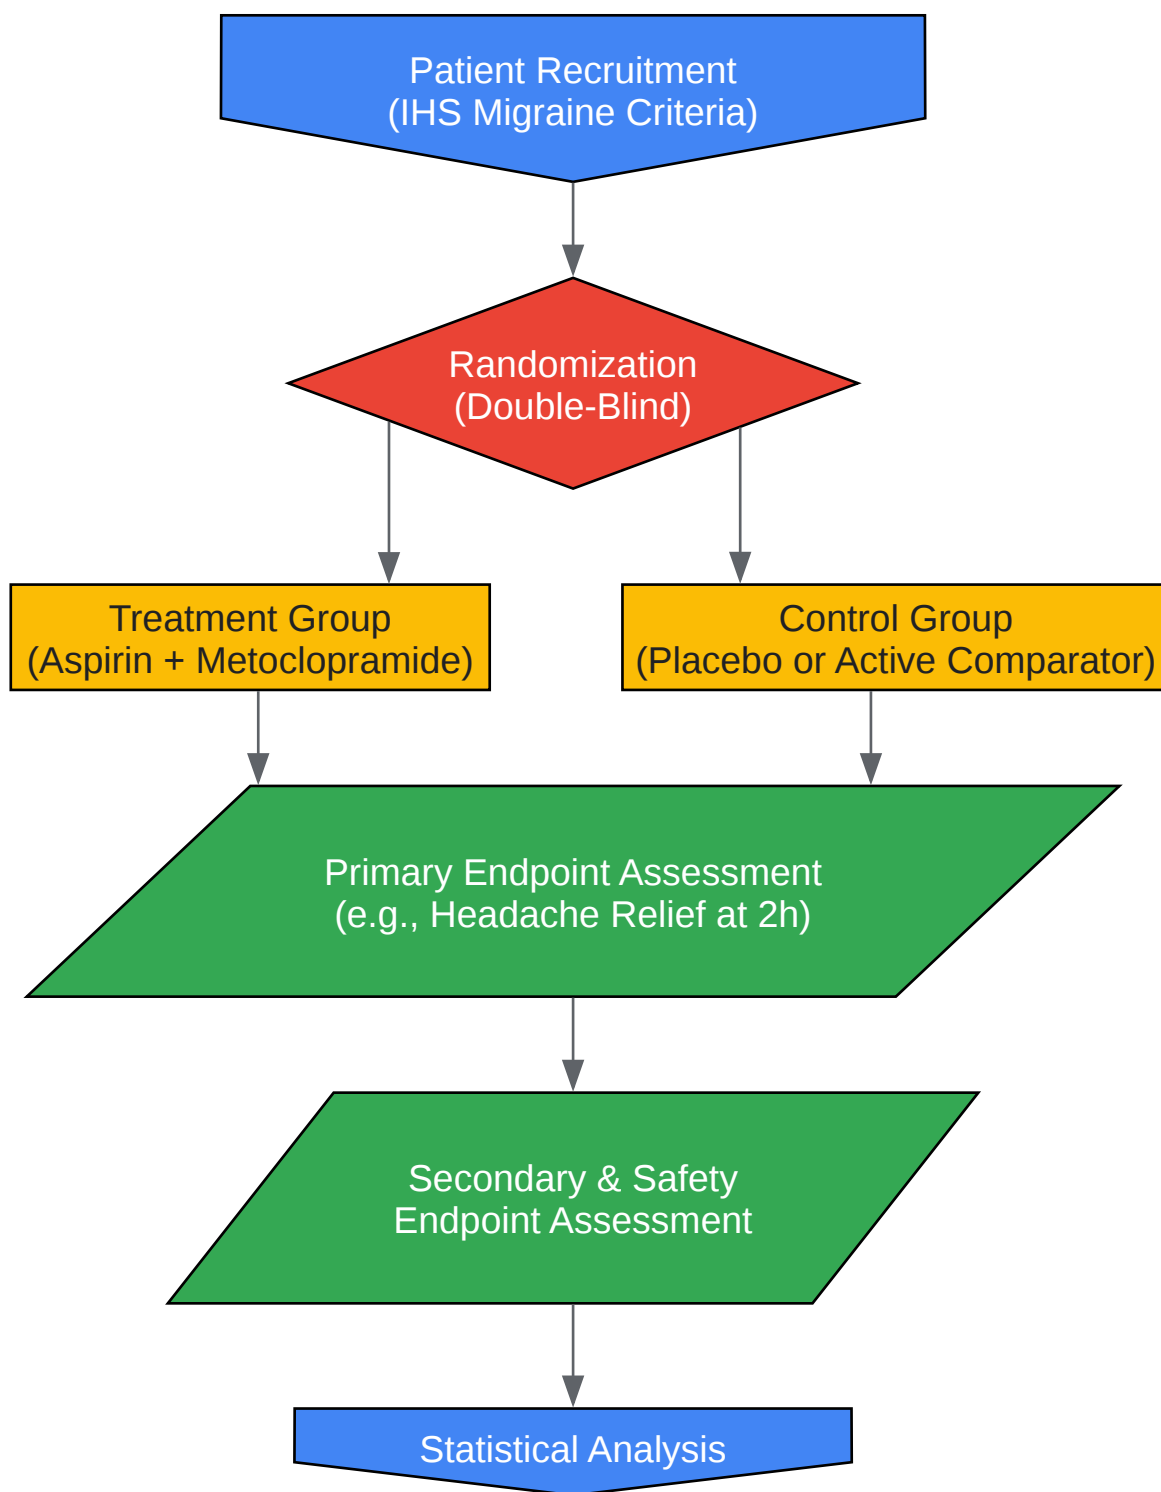 Patient Recruitment
(IHS Migraine Criteria)
Randomization
(Double-Blind)
Treatment Group
(Aspirin + Metoclopramide)
Control Group
(Placebo or Active Comparator)
Primary Endpoint Assessment
(e.g., Headache Relief at 2h)
Secondary & Safety
Endpoint Assessment
Statistical Analysis